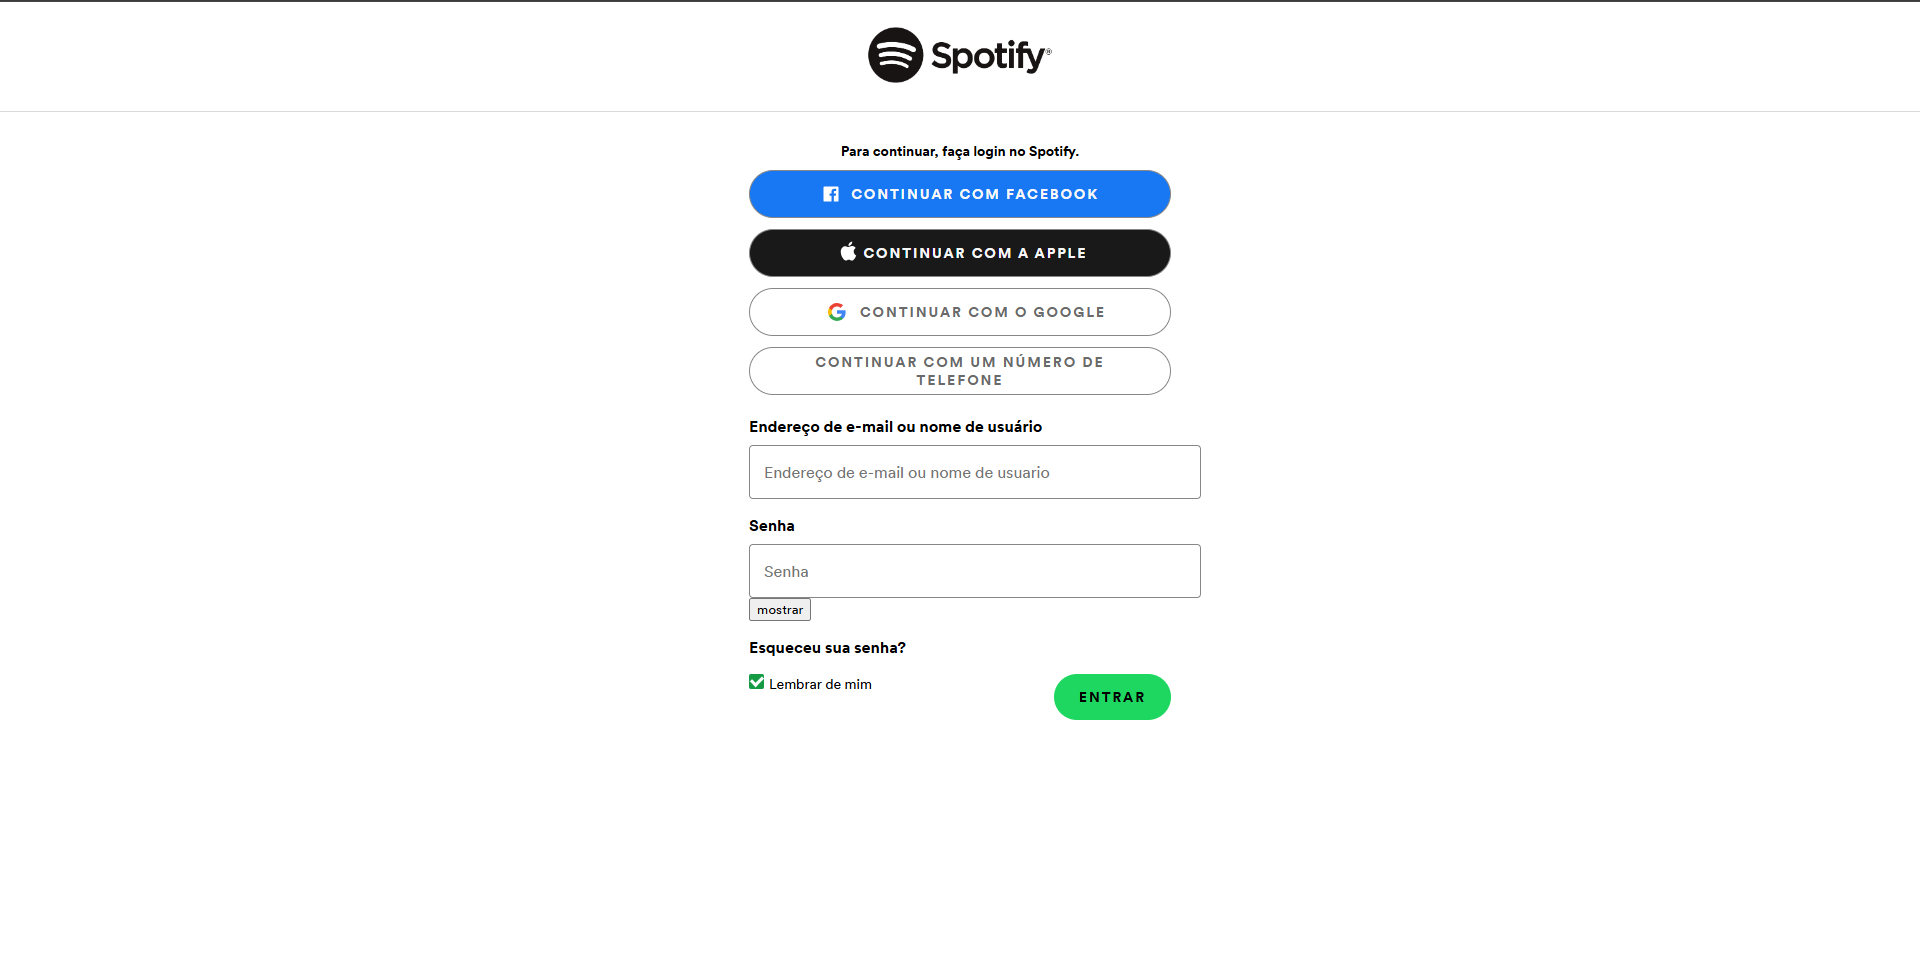 Spotify®
Para continuar, faça login no Spotify.
CONTINUAR COM FACEBOOK
CONTINUAR COM A APPLE
CONTINUAR COM O GOOGLE
CONTINUAR COM UM NÚMERO DE
TELEFONE
Endereço de e-mail ou nome de usuário
Endereço de e-mail ou nome de usuario
Senha
Senha
mostrar
Esqueceu sua senha?
Lembrar de mim
ENTRAR